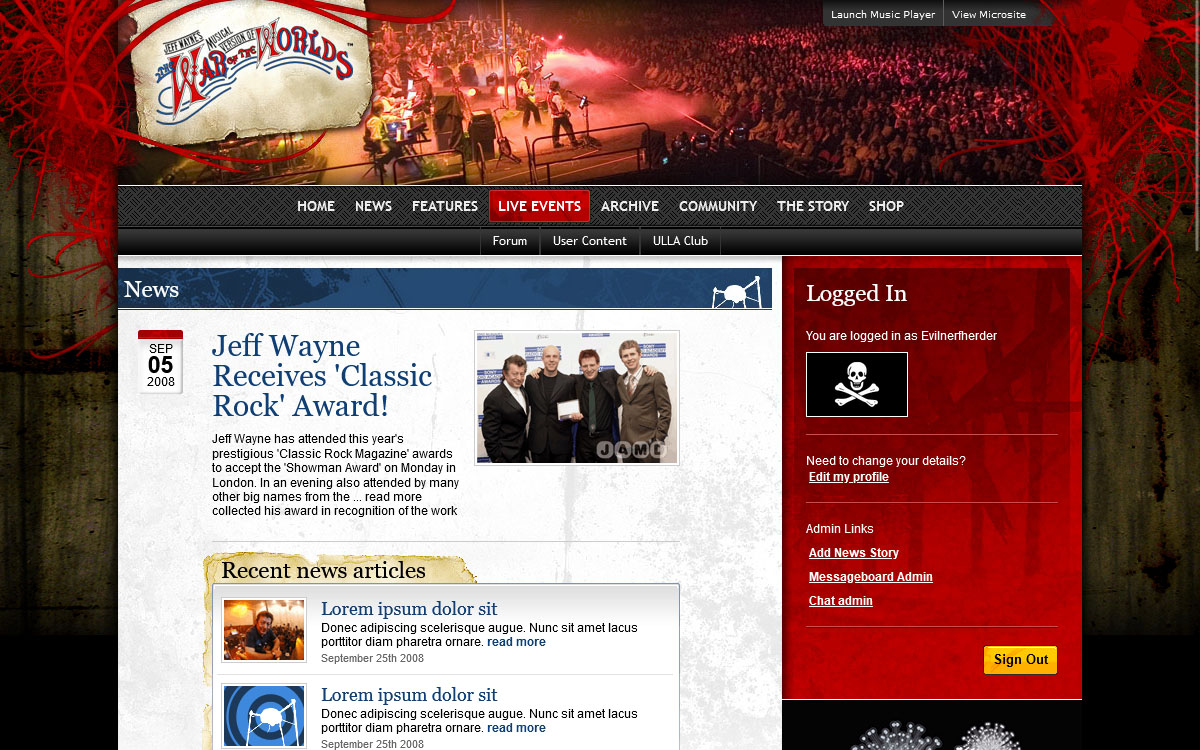 Launch Music Player View Microsite
JEFF WAYNE'S
MUSICAL
VERSION OF
THE WAR OF THE WORLDS™
HOME NEWS FEATURES LIVE EVENTS ARCHIVE COMMUNITY THE STORY SHOP
Forum User Content ULLA Club
News
SEP
05
2008
Jeff Wayne
Receives 'Classic
Rock' Award!
Jeff Wayne has attended this year's
prestigious 'Classic Rock Magazine' awards
to accept the 'Showman Award' on Monday in
London. In an evening also attended by many
other big names from the ... read more
collected his award in recognition of the work
JAMD
Recent news articles
Lorem ipsum dolor sit
Donec adipiscing scelerisque augue. Nunc sit amet lacus
porttitor diam pharetra ornare. read more
September 25th 2008
Lorem ipsum dolor sit
Donec adipiscing scelerisque augue. Nunc sit amet lacus
porttitor diam pharetra ornare. read more
September 25th 2008
Logged In
You are logged in as Evilnerfherder
Need to change your details?
Edit my profile
Admin Links
Add News Story
Messageboard Admin
Chat admin
Sign Out